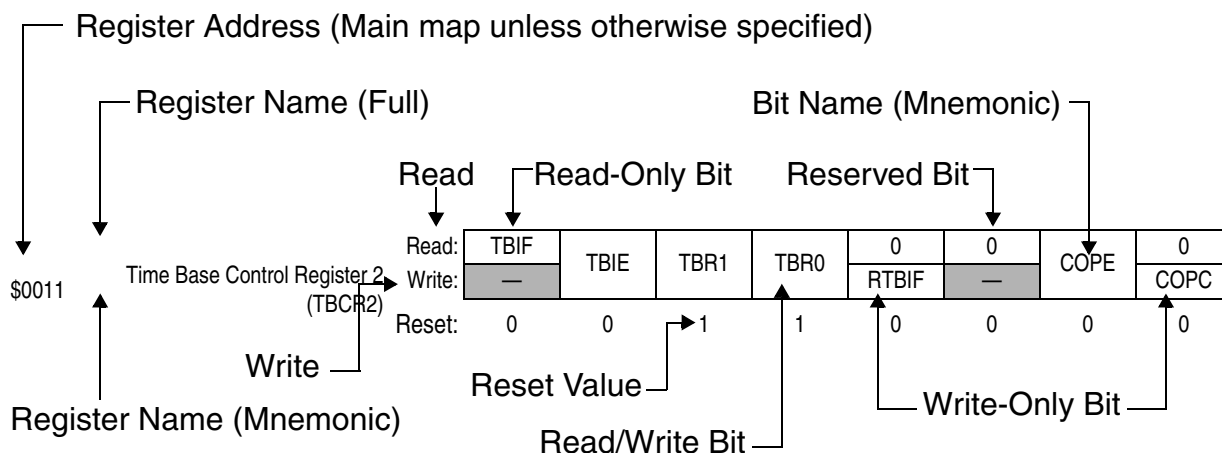 Register Address (Main map unless otherwise specified)
Register Name (Full)
Bit Name (Mnemonic)
Read
Read-Only Bit
Reserved Bit
Read: TBIF TBIE TBR1 TBR0 0 0 COPE 0
$0011
Time Base Control Register 2
(TBCR2)
Write: — RTBIF — COPC
Reset: 0 0 1 1 0 0 0 0
Write
Reset Value
Write-Only Bit
Register Name (Mnemonic)
Read/Write Bit